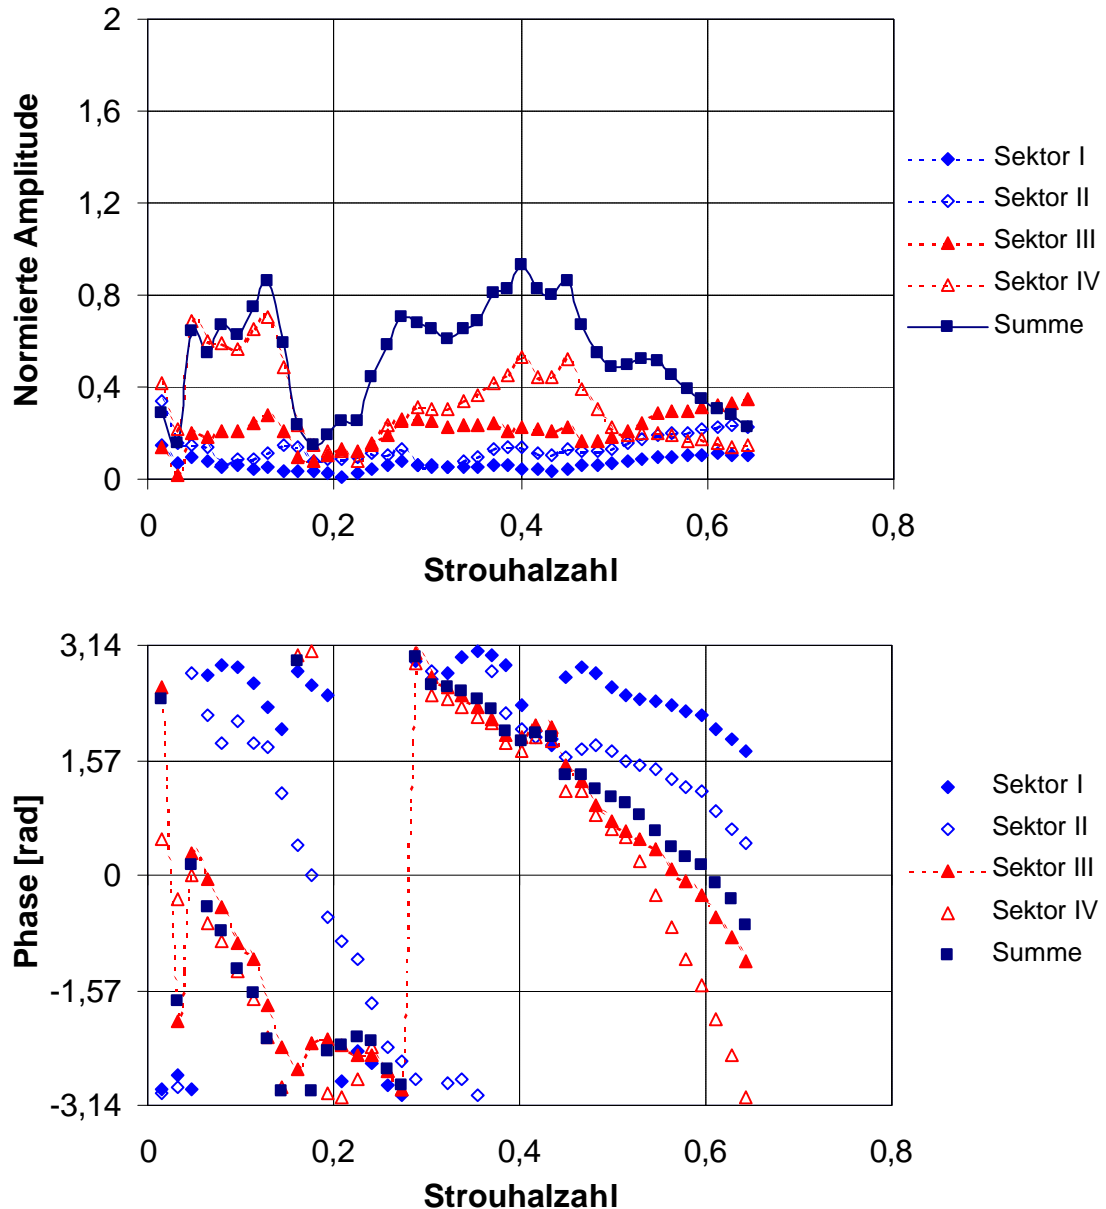 2
1,6
1,2
0,8
0,4
0
Normierte Amplitude
0
0,2
0,4
0,6
0,8
Strouhalzahl
Sektor I
Sektor II
Sektor III
Sektor IV
Summe
3,14
1,57
0
-1,57
-3,14
Phase [rad]
0
0,2
0,4
0,6
0,8
Strouhalzahl
Sektor I
Sektor II
Sektor III
Sektor IV
Summe